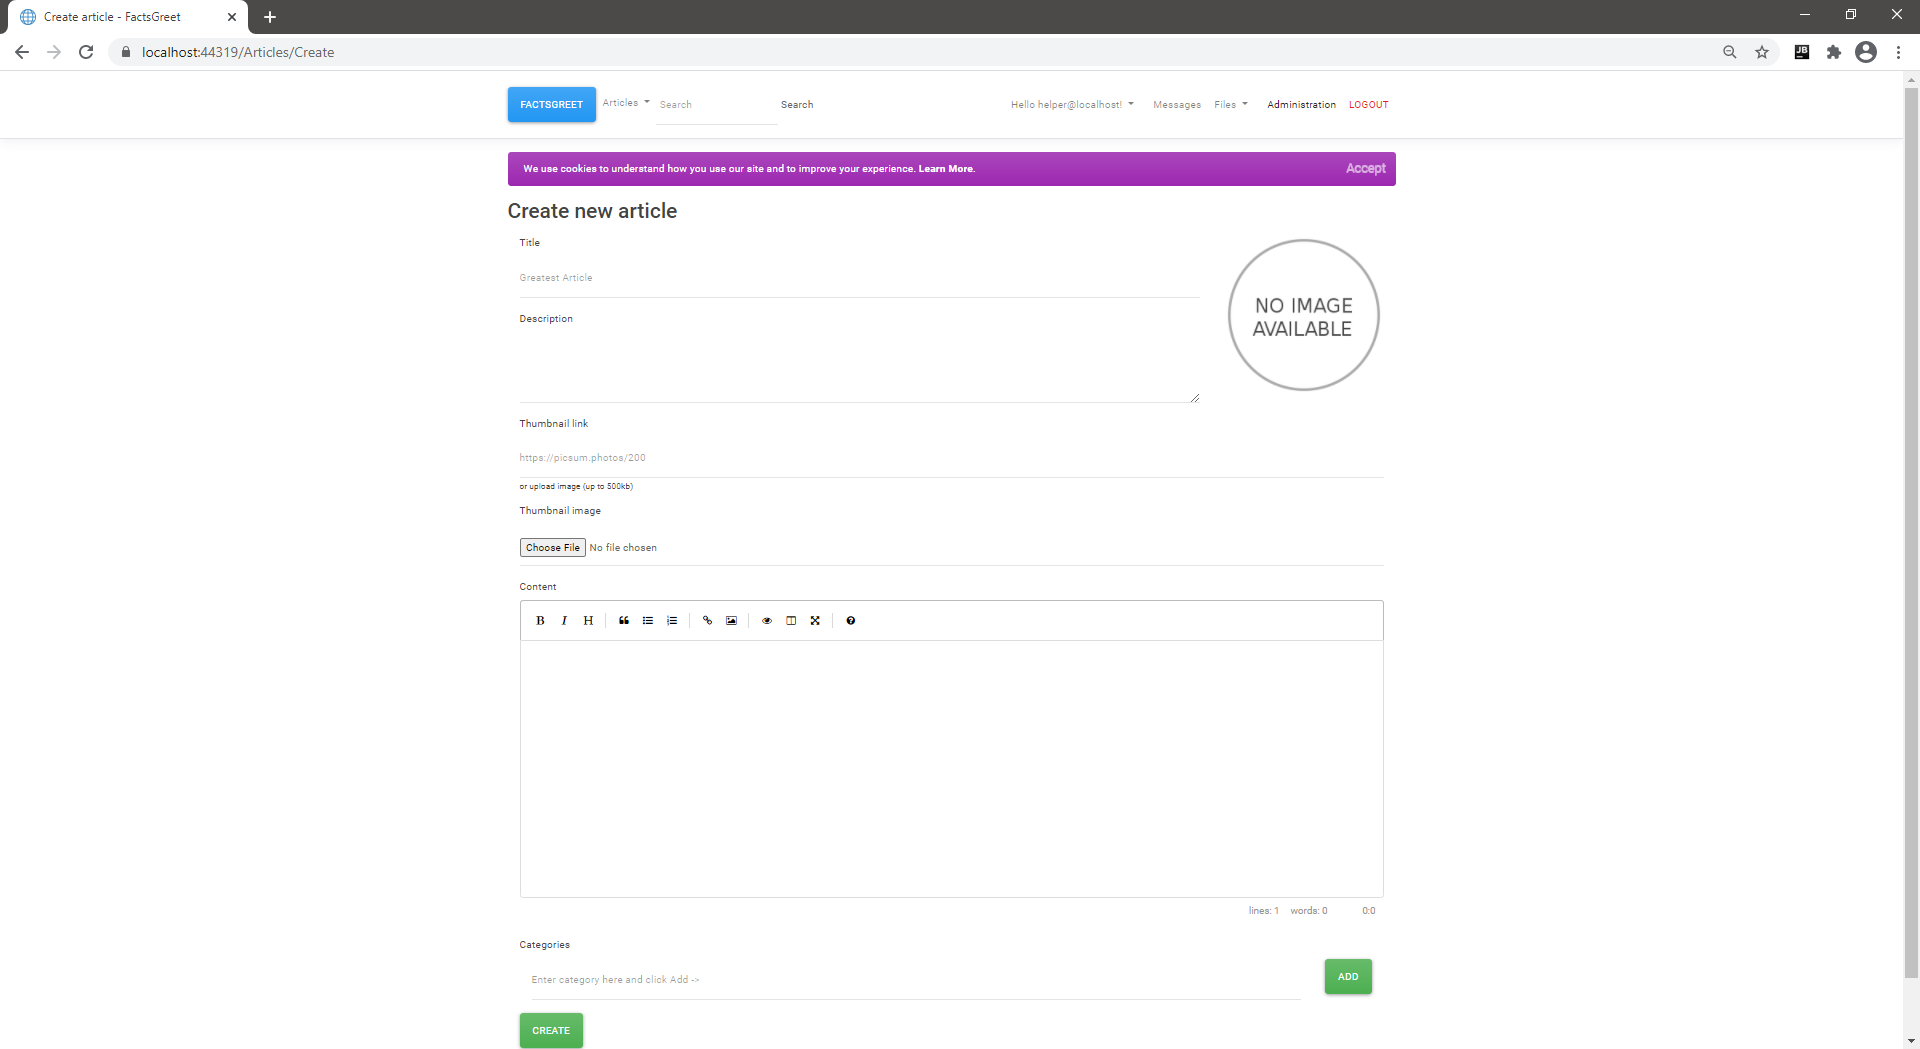 Create article - FactsGreet
localhost:44319/Articles/Create
JB
FACTSGREET Articles Search Search Hello helper@localhost! Messages Files Administration LOGOUT
We use cookies to understand how you use our site and to improve your experience. Learn More. Accept
Create new article
Title
Greatest Article
NO IMAGE
AVAILABLE
Description
Thumbnail link
https://picsum.photos/200
or upload image (up to 500kb)
Thumbnail image
Choose File No file chosen
Content
B I H
lines: 1 words: 0 0:0
Categories
Enter category here and click Add -> ADD
CREATE